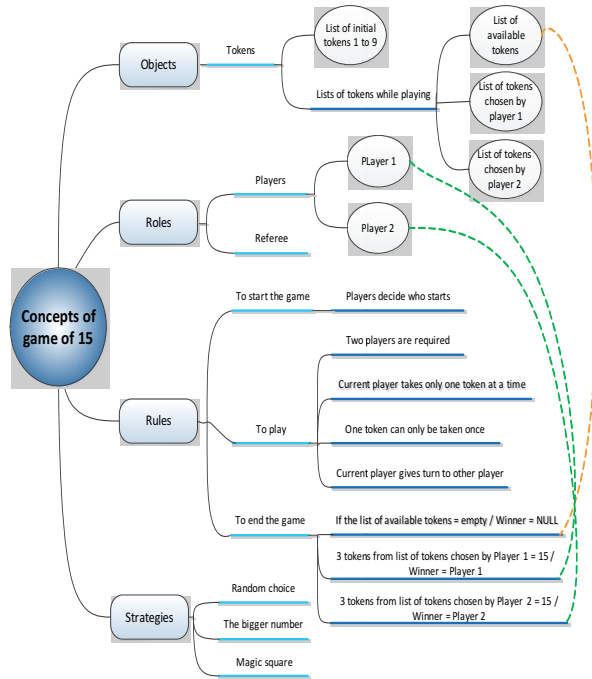 Concepts of
game of 15
Objects
Tokens
List of initial
tokens 1 to 9
Lists of tokens while playing
List of
available
tokens
List of tokens
chosen by
player 1
List of tokens
chosen by
player 2
Roles
Players
PLayer 1
Player 2
Referee
Rules
To start the game
Players decide who starts
To play
Two players are required
Current player takes only one token at a time
One token can only be taken once
Current player gives turn to other player
To end the game
If the list of available tokens = empty / Winner = NULL
3 tokens from list of tokens chosen by Player 1 = 15 /
Winner = Player 1
3 tokens from list of tokens chosen by Player 2 = 15 /
Winner = Player 2
Strategies
Random choice
The bigger number
Magic square